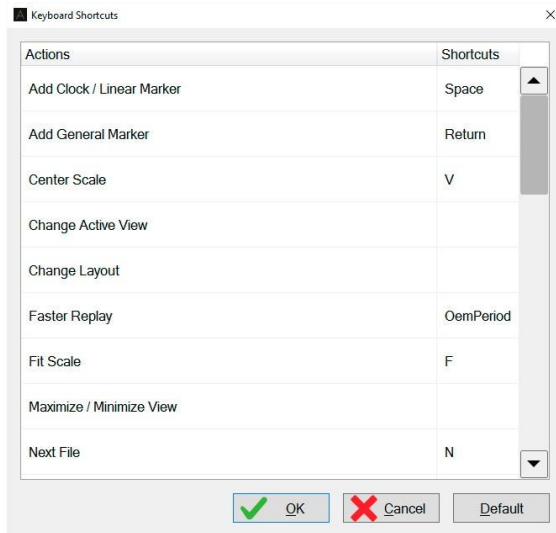 Keyboard Shortcuts
Actions Shortcuts
Add Clock / Linear Marker Space
Add General Marker Return
Center Scale V
Change Active View
Change Layout
Faster Replay OemPeriod
Fit Scale F
Maximize / Minimize View
Next File N
OK Cancel Default